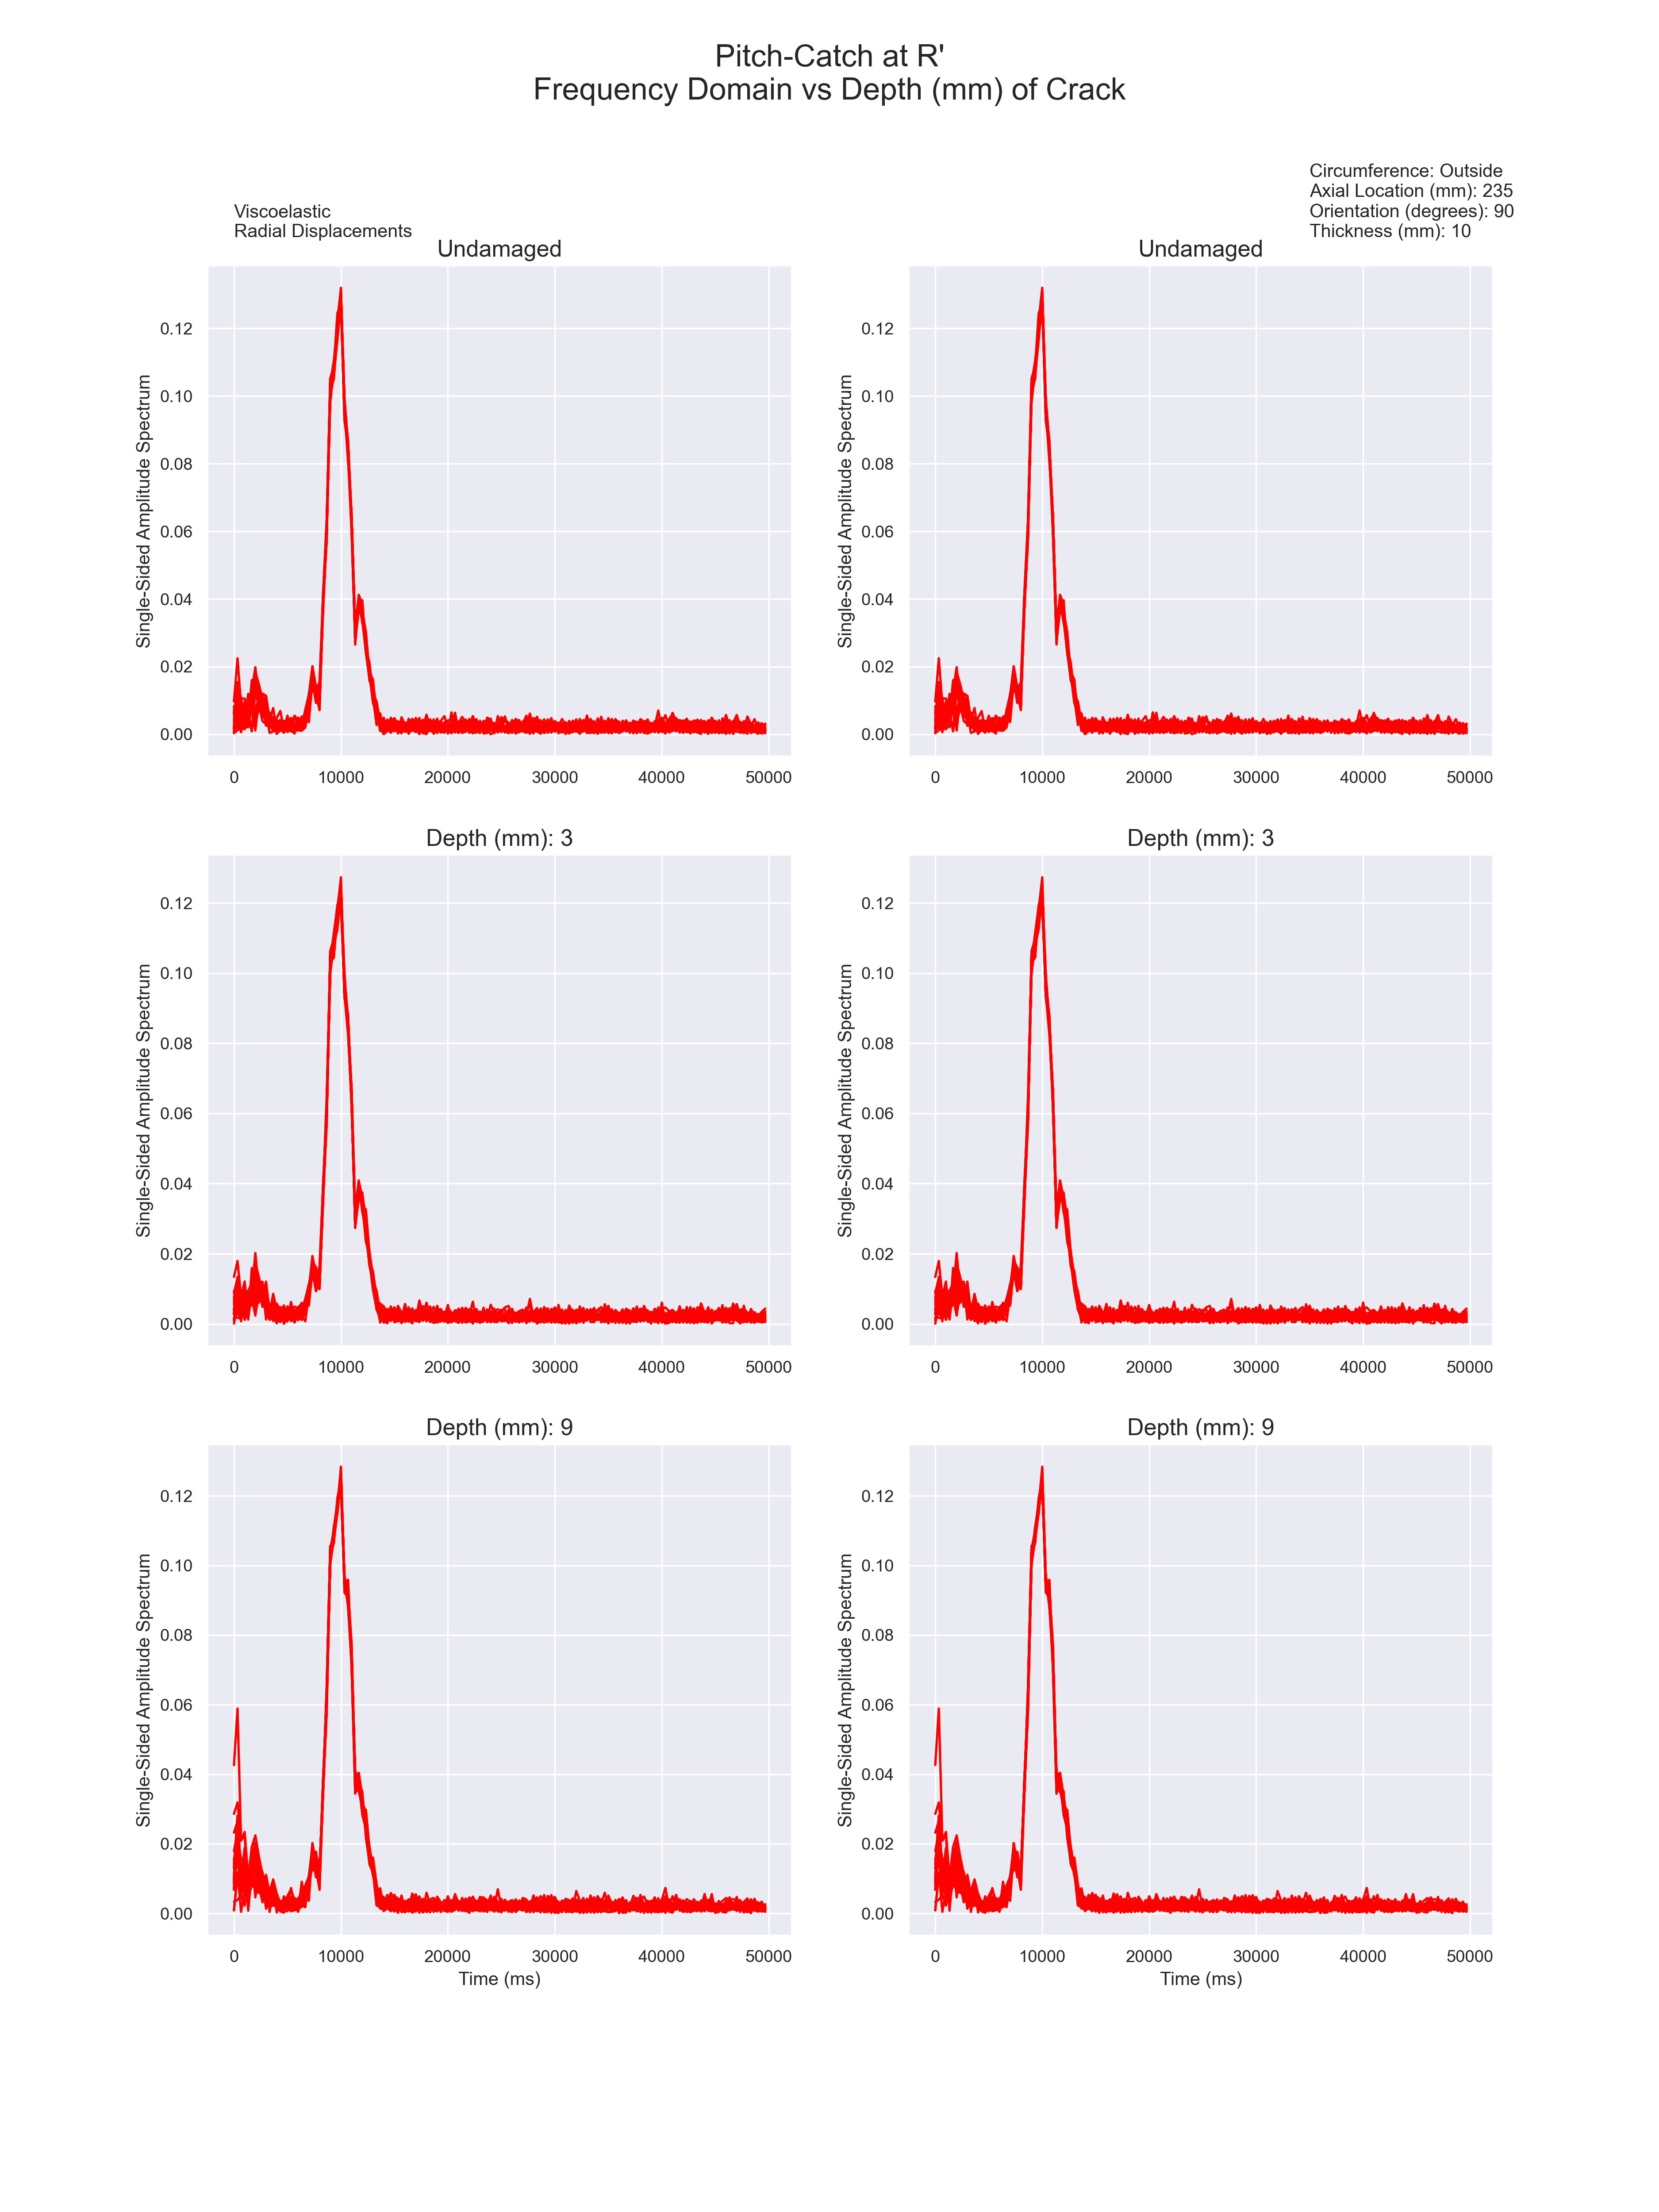 Pitch-Catch at R'
Frequency Domain vs Depth (mm) of Crack
Circumference: Outside
Axial Location (mm): 235
Orientation (degrees): 90
Thickness (mm): 10
Viscoelastic
Radial Displacements
Undamaged
Single-Sided Amplitude Spectrum
0.12
0.10
0.08
0.06
0.04
0.02
0.00
0 10000 20000 30000 40000 50000
Undamaged
Single-Sided Amplitude Spectrum
0.12
0.10
0.08
0.06
0.04
0.02
0.00
0 10000 20000 30000 40000 50000
Depth (mm): 3
Single-Sided Amplitude Spectrum
0.12
0.10
0.08
0.06
0.04
0.02
0.00
0 10000 20000 30000 40000 50000
Depth (mm): 3
Single-Sided Amplitude Spectrum
0.12
0.10
0.08
0.06
0.04
0.02
0.00
0 10000 20000 30000 40000 50000
Depth (mm): 9
Single-Sided Amplitude Spectrum
0.12
0.10
0.08
0.06
0.04
0.02
0.00
0 10000 20000 30000 40000 50000
Time (ms)
Depth (mm): 9
Single-Sided Amplitude Spectrum
0.12
0.10
0.08
0.06
0.04
0.02
0.00
0 10000 20000 30000 40000 50000
Time (ms)